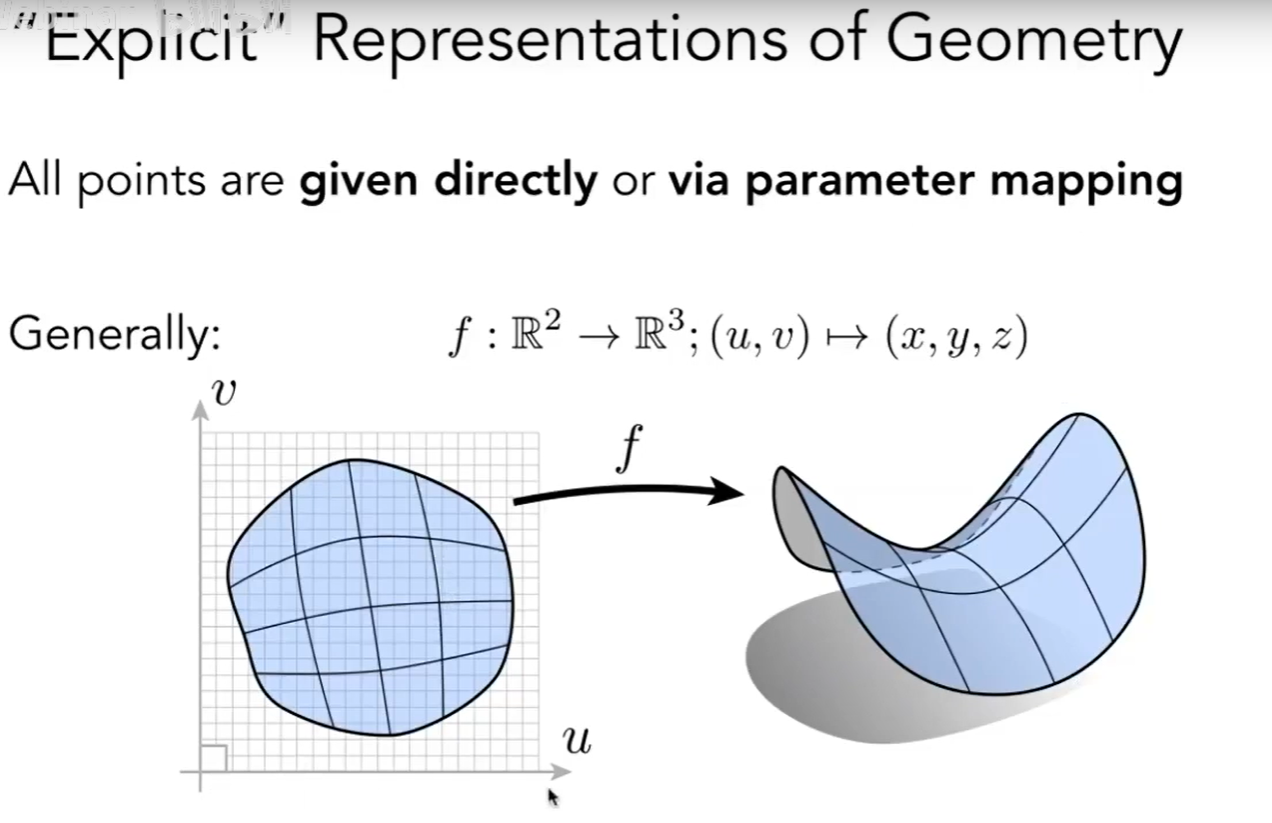 "Explicit" Representations of Geometry
All points are given directly or via parameter mapping
Generally: f : ℝ² → ℝ³; (u, v) ↦ (x, y, z)
v
f
u